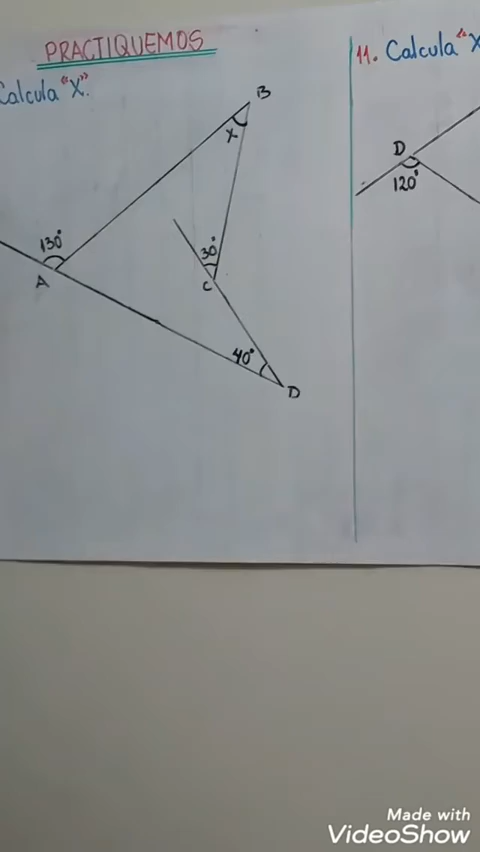 PRACTIQUEMOS
Calcula "X".
B
X
130°
A
30°
C
40°
D
11. Calcula "X
D
120°
Made with
VideoShow